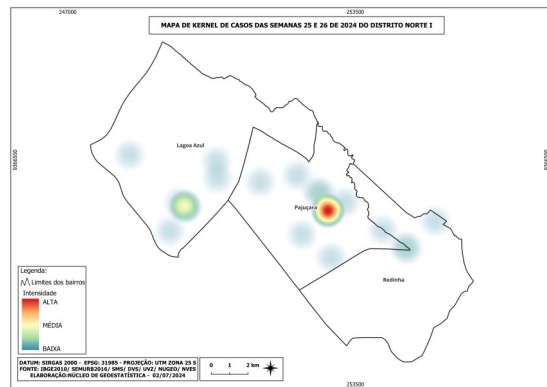 247000
253500
MAPA DE KERNEL DE CASOS DAS SEMANAS 25 E 26 DE 2024 DO DISTRITO NORTE I
9366500
9366500
Lagoa Azul
Pajuçara
Redinha
Legenda:
Limites dos bairros
Intensidade
ALTA
MÉDIA
BAIXA
DATUM: SIRGAS 2000 - EPSG: 31985 - PROJEÇÃO: UTM ZONA 25 S
FONTE: IBGE2010/ SEMURB2016/ SMS/ DVS/ UVZ/ NUGEO/ NVES
ELABORAÇÃO:NÚCLEO DE GEOESTATÍSTICA - 02/07/2024
0 1 2 km
253500